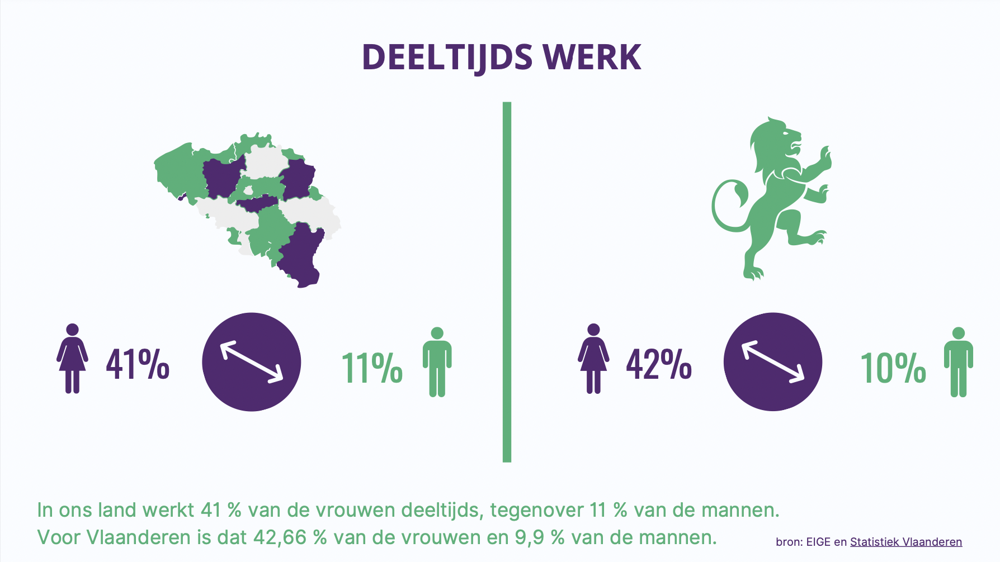 DEELTIJDS WERK
41%
11%
42%
10%
In ons land werkt 41 % van de vrouwen deeltijds, tegenover 11 % van de mannen.
Voor Vlaanderen is dat 42,66 % van de vrouwen en 9,9 % van de mannen.
bron: EIGE en Statistiek Vlaanderen